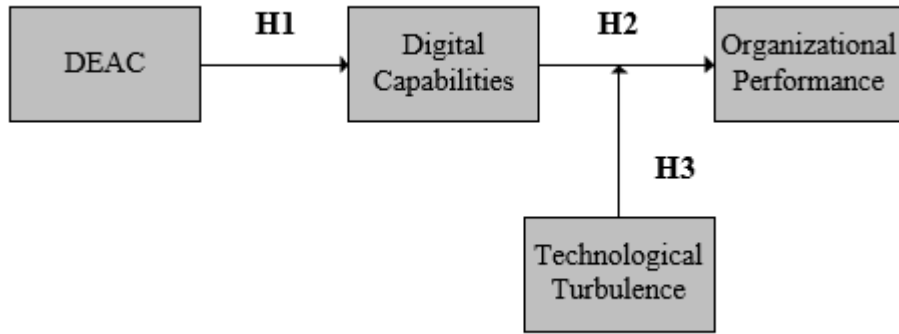 H1
H2
DEAC
Digital
Capabilities
Organizational
Performance
H3
Technological
Turbulence